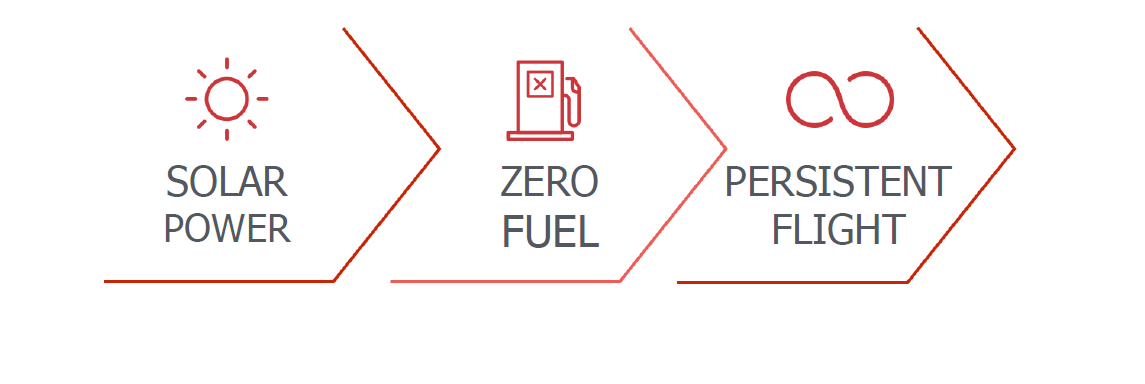 SOLAR
POWER
ZERO
FUEL
PERSISTENT
FLIGHT